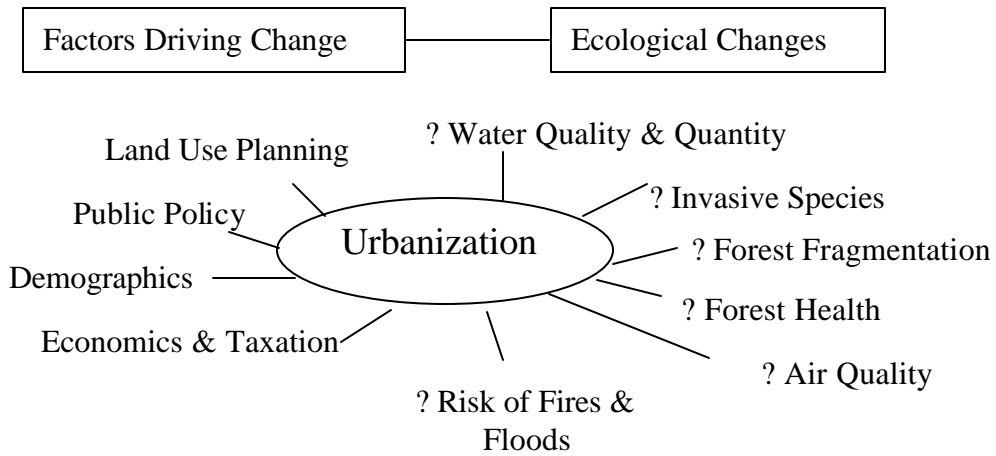 Factors Driving Change
Ecological Changes
Land Use Planning
? Water Quality & Quantity
Public Policy
? Invasive Species
Urbanization
? Forest Fragmentation
Demographics
? Forest Health
Economics & Taxation
? Air Quality
? Risk of Fires &
Floods